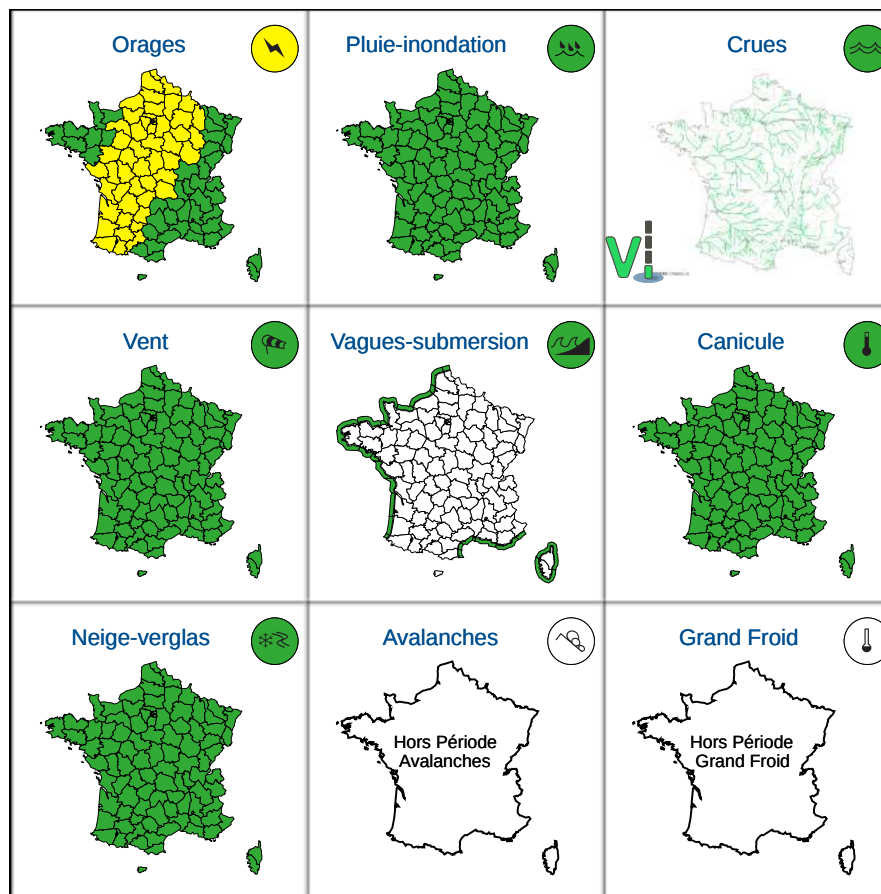 Orages
Pluie-inondation
Crues
Vi
Vent
Vagues-submersion
Canicule
Neige-verglas
Avalanches
Hors Période
Avalanches
Grand Froid
Hors Période
Grand Froid